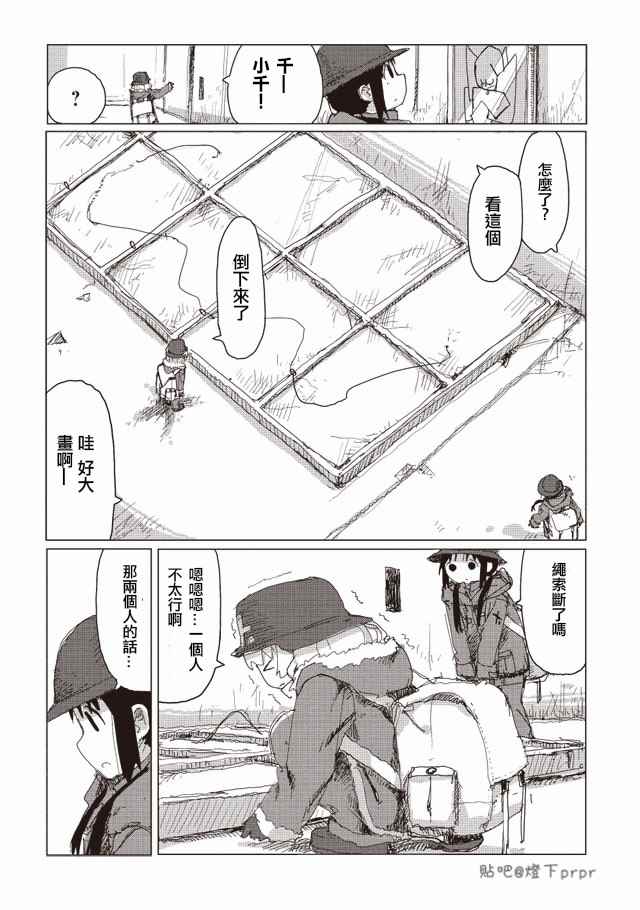 千ー
小千！
？
怎麼了？
看這個
倒下來了
哇 好大
畫啊ー
繩索斷了嗎
嗯嗯嗯…一個人
不太行啊
那兩個人的話…
貼吧@燈下prpr